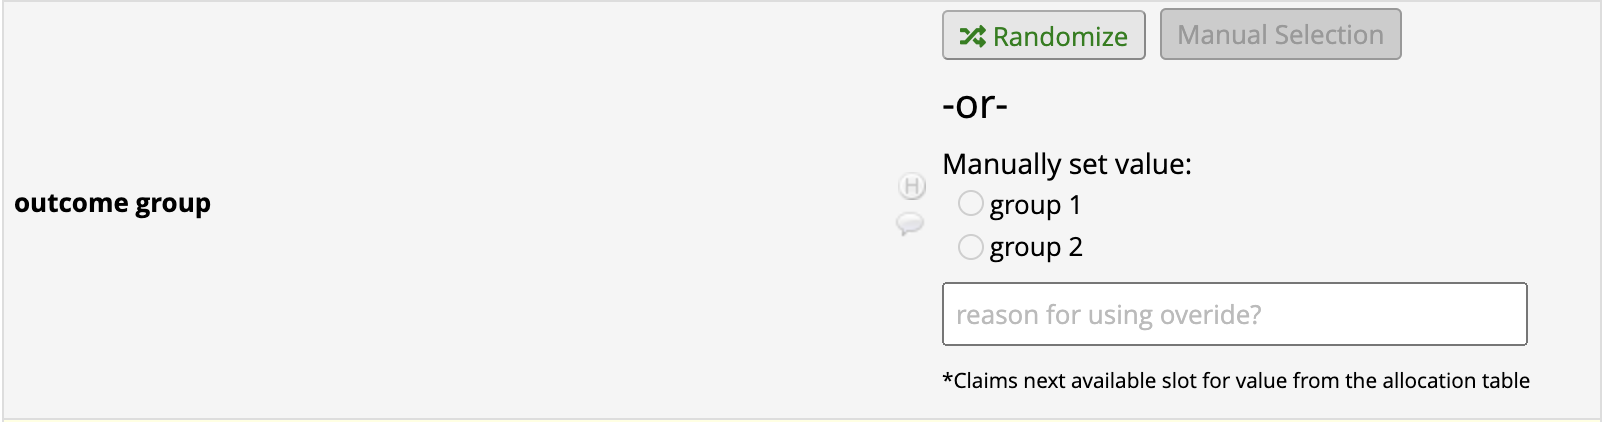 Randomize Manual Selection
-or-
Manually set value:
outcome group
H
group 1
group 2
reason for using overide?
*Claims next available slot for value from the allocation table